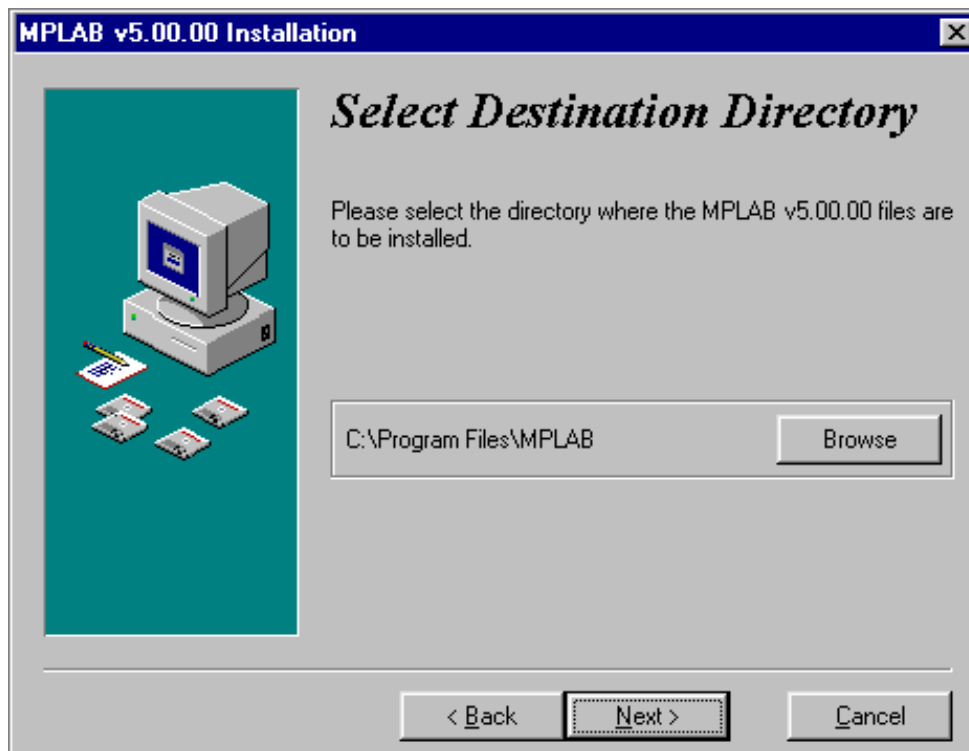 MPLAB v5.00.00 Installation
Select Destination Directory
Please select the directory where the MPLAB v5.00.00 files are
to be installed.
C:\Program Files\MPLAB
Browse
< Back
Next >
Cancel